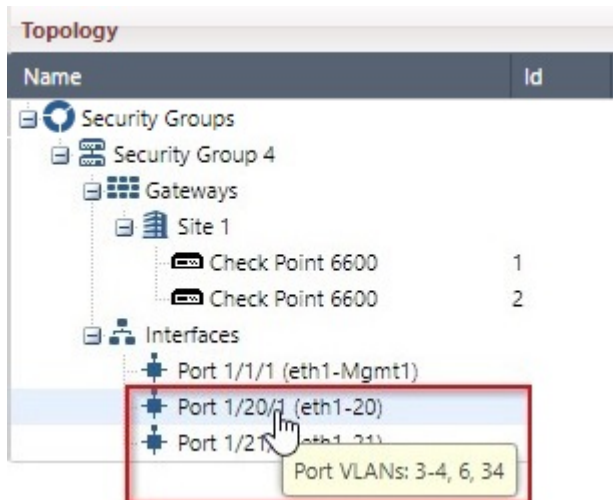 Topology
Name Id
Security Groups
Security Group 4
Gateways
Site 1
Check Point 6600 1
Check Point 6600 2
Interfaces
Port 1/1/1 (eth1-Mgmt1)
Port 1/20/1 (eth1-20)
Port 1/21/ eth1-21)
Port VLANs: 3-4, 6, 34